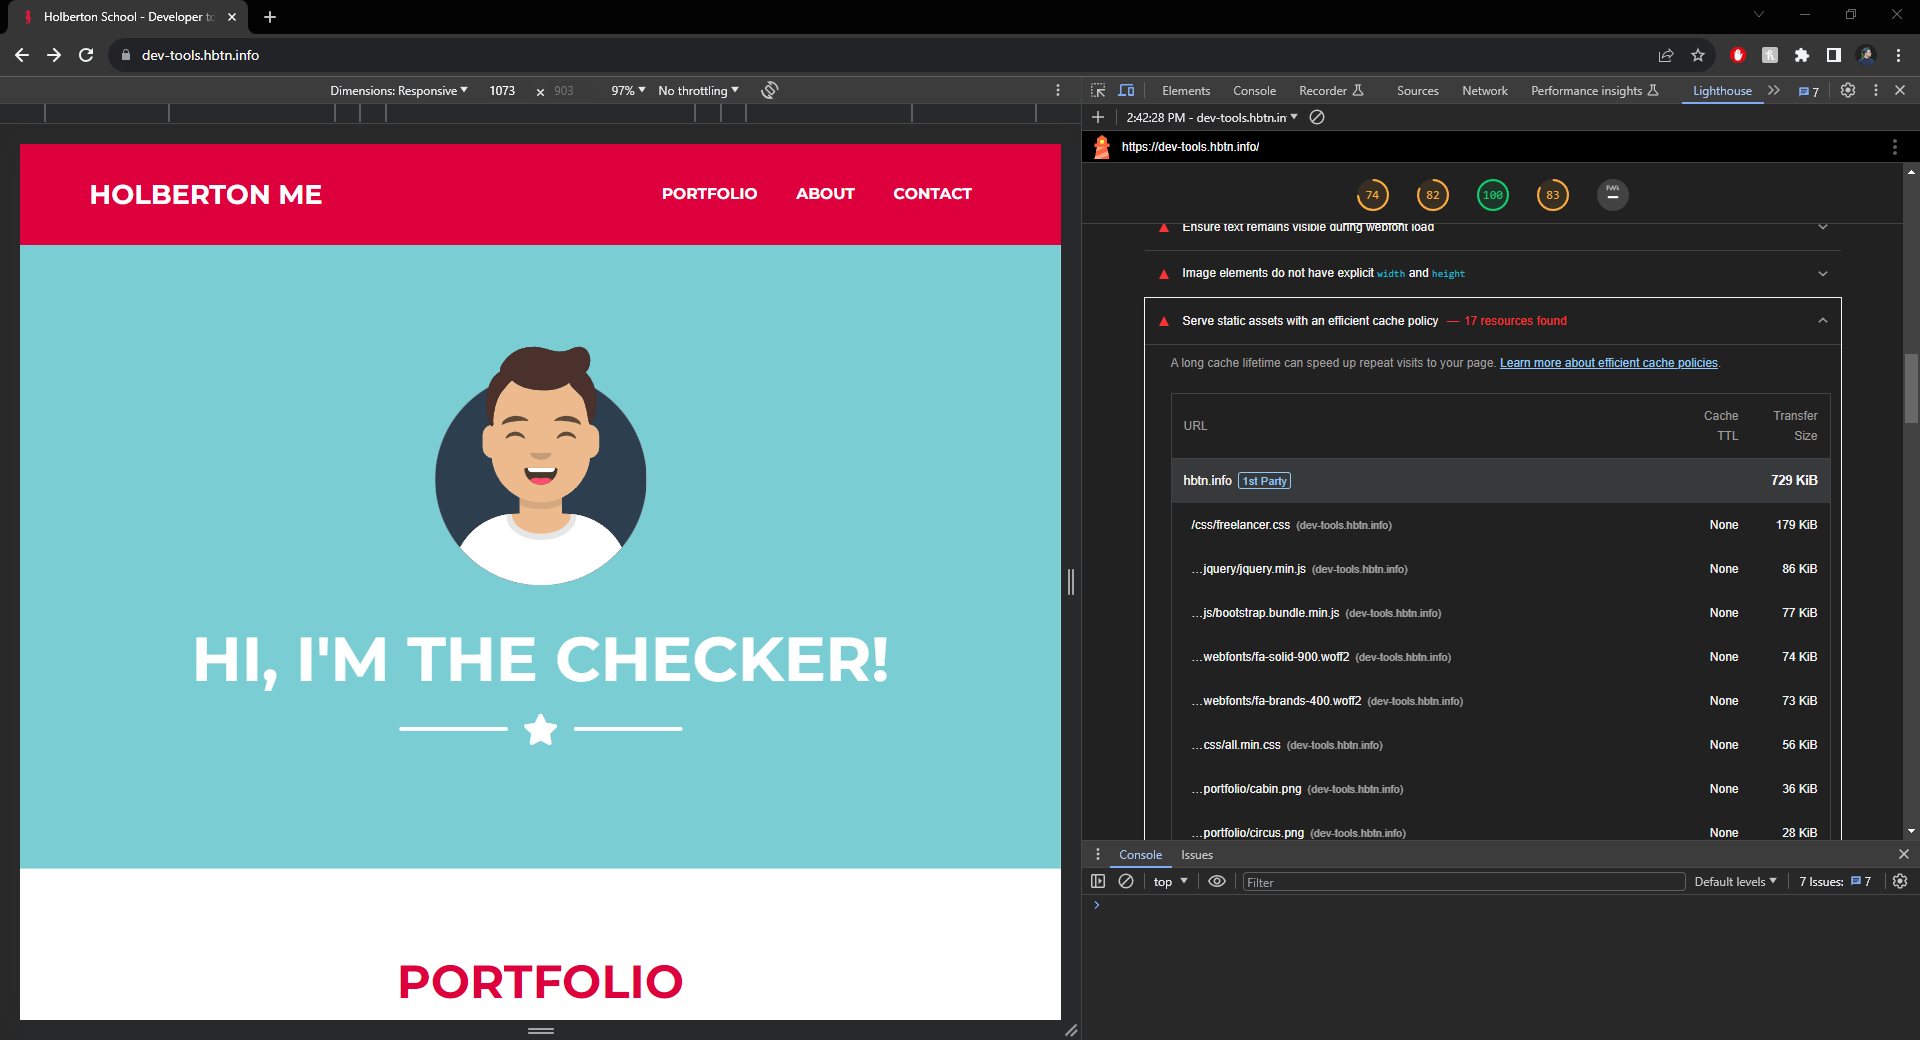 Holberton School - Developer to
dev-tools.hbtn.info
Dimensions: Responsive 1073 × 903 97% No throttling
Elements Console Recorder Sources Network Performance insights Lighthouse 7
2:42:28 PM - dev-tools.hbtn.in
https://dev-tools.hbtn.info/
74 82 100 83 PWA
HOLBERTON ME PORTFOLIO ABOUT CONTACT
HI, I'M THE CHECKER!
PORTFOLIO
Ensure text remains visible during webfont load
Image elements do not have explicit width and height
Serve static assets with an efficient cache policy — 17 resources found
A long cache lifetime can speed up repeat visits to your page. Learn more about efficient cache policies.
URL Cache TTL Transfer Size
hbtn.info 1st Party 729 KiB
/css/freelancer.css (dev-tools.hbtn.info) None 179 KiB
…jquery/jquery.min.js (dev-tools.hbtn.info) None 86 KiB
…js/bootstrap.bundle.min.js (dev-tools.hbtn.info) None 77 KiB
…webfonts/fa-solid-900.woff2 (dev-tools.hbtn.info) None 74 KiB
…webfonts/fa-brands-400.woff2 (dev-tools.hbtn.info) None 73 KiB
…css/all.min.css (dev-tools.hbtn.info) None 56 KiB
…portfolio/cabin.png (dev-tools.hbtn.info) None 36 KiB
…portfolio/circus.png (dev-tools.hbtn.info) None 28 KiB
Console Issues
top Filter Default levels 7 Issues: 7